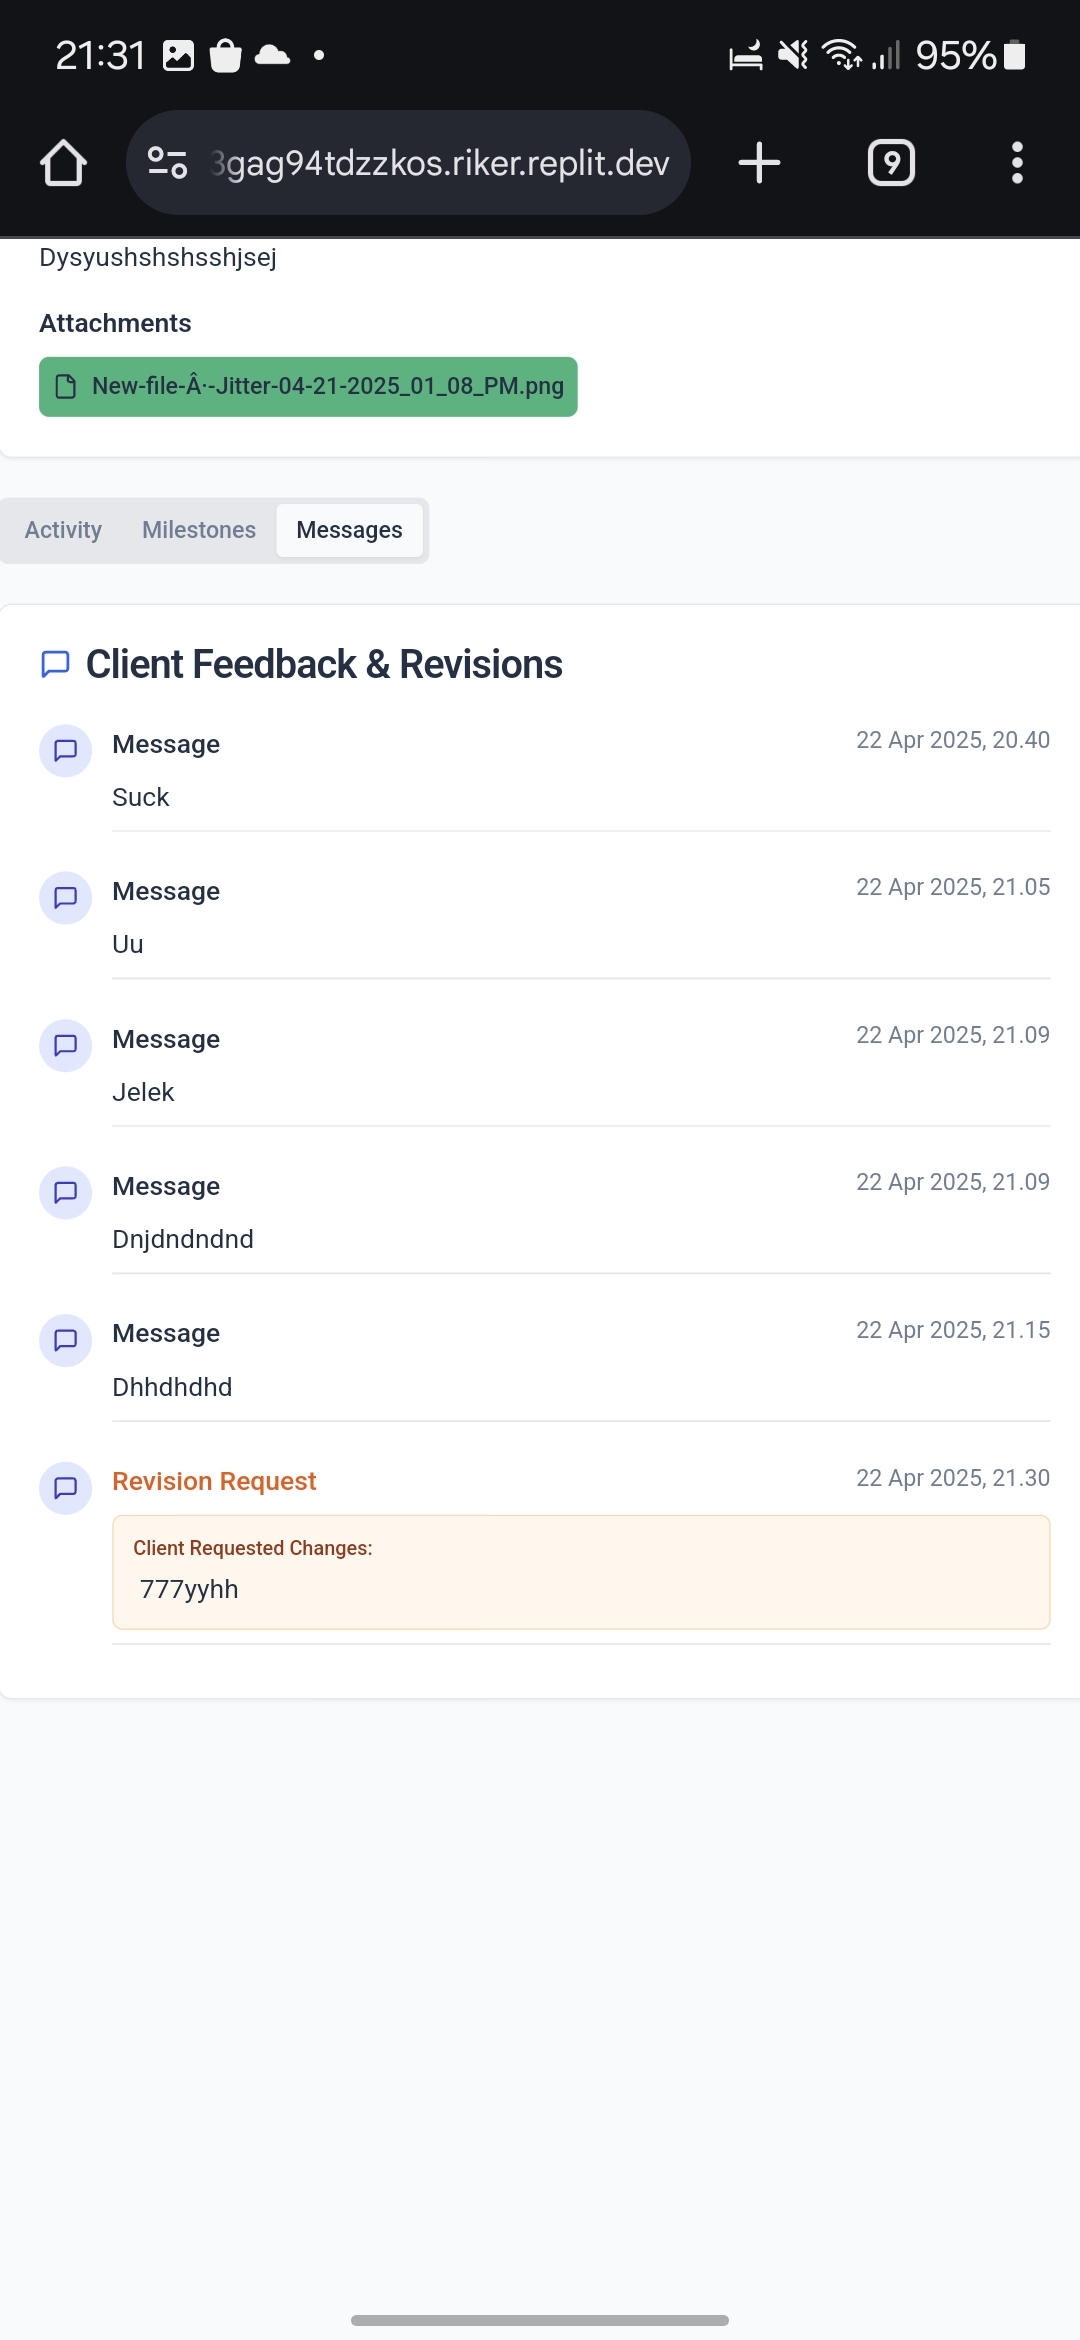 21:31
95%
3gag94tdzzkos.riker.replit.dev
9
Dysyushshshsshjsej
Attachments
New-file-Â·-Jitter-04-21-2025_01_08_PM.png
Activity
Milestones
Messages
Client Feedback & Revisions
Message
22 Apr 2025, 20.40
Suck
Message
22 Apr 2025, 21.05
Uu
Message
22 Apr 2025, 21.09
Jelek
Message
22 Apr 2025, 21.09
Dnjdndndnd
Message
22 Apr 2025, 21.15
Dhhdhdhd
Revision Request
22 Apr 2025, 21.30
Client Requested Changes:
777yyhh